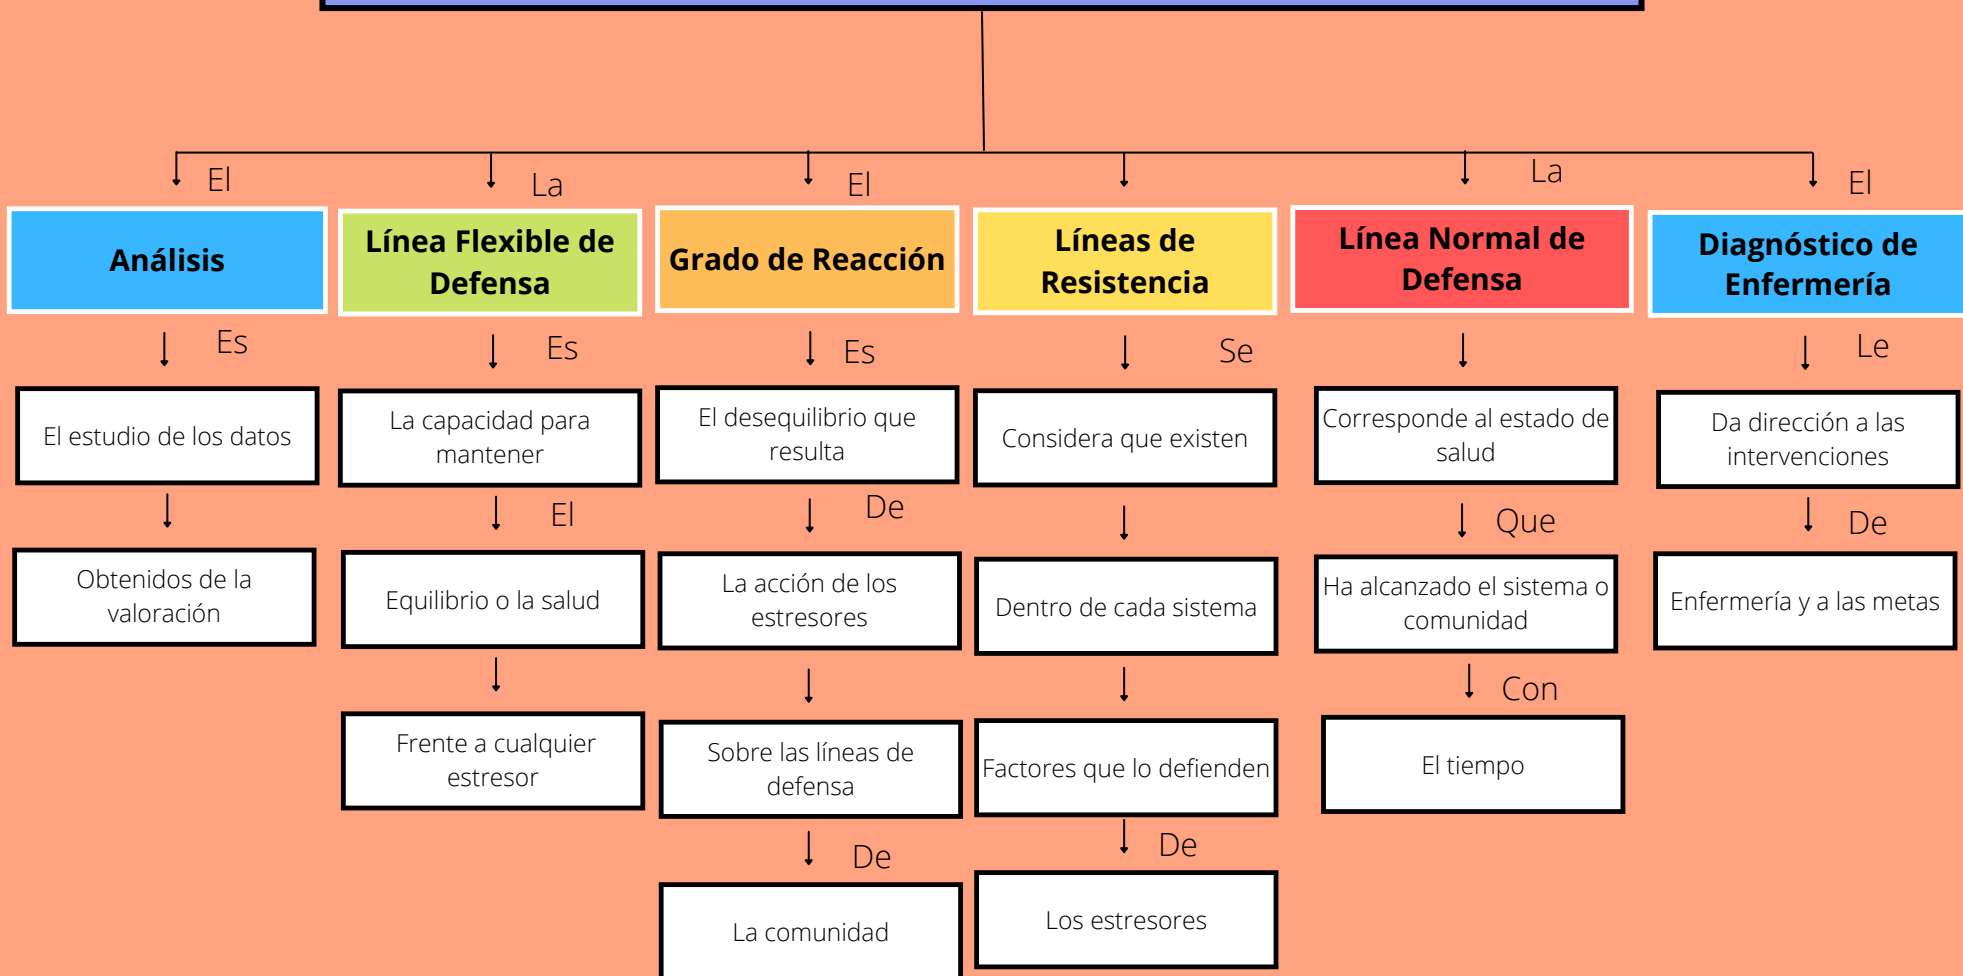 El
La
El
La
El
Análisis
Línea Flexible de
Defensa
Grado de Reacción
Líneas de
Resistencia
Línea Normal de
Defensa
Diagnóstico de
Enfermería
Es
Es
Es
Se
Le
El estudio de los datos
La capacidad para
mantener
El desequilibrio que
resulta
Considera que existen
Corresponde al estado de
salud
Da dirección a las
intervenciones
El
De
Que
De
Obtenidos de la
valoración
Equilibrio o la salud
La acción de los
estresores
Dentro de cada sistema
Ha alcanzado el sistema o
comunidad
Enfermería y a las metas
Con
Frente a cualquier
estresor
Sobre las líneas de
defensa
Factores que lo defienden
El tiempo
De
De
La comunidad
Los estresores